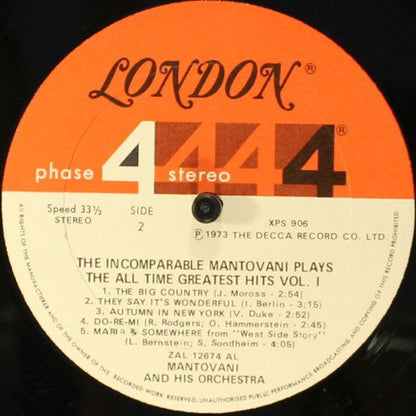 LONDON®
phase 4 stereo 4 4 4®
Speed 33⅓ SIDE XPS 906
STEREO 2 ℗1973 THE DECCA RECORD CO. LTD.
THE INCOMPARABLE MANTOVANI PLAYS
THE ALL TIME GREATEST HITS VOL. I
1. THE BIG COUNTRY (J. Moross - 2:54)
2. THEY SAY IT'S WONDERFUL (I. Berlin - 3:15)
3. AUTUMN IN NEW YORK (V. Duke - 2:52)
4. DO-RE-MI (R. Rodgers; O. Hammerstein - 2:44)
5. MARIA & SOMEWHERE from "West Side Story"
(L. Bernstein; S. Sondheim - 4:05)
ZAL 12674 AL
MANTOVANI
AND HIS ORCHESTRA
ALL RIGHTS OF THE MANUFACTURER AND OF THE OWNER OF THE RECORDED WORK RESERVED. UNAUTHORISED PUBLIC PERFORMANCE, BROADCASTING AND COPYING OF